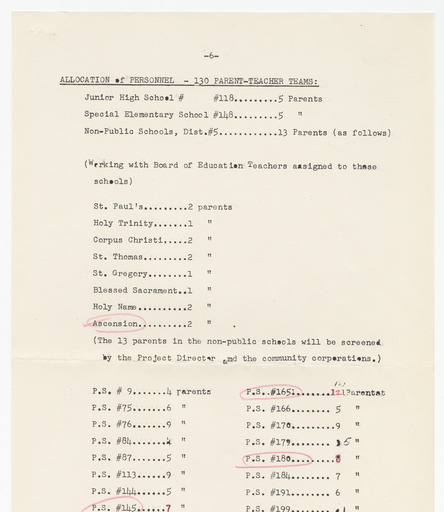 -6-
ALLOCATION of PERSONNEL - 130 PARENT-TEACHER TEAMS:
Junior High School # #118.........5 Parents
Special Elementary School #148.........5 "
Non-Public Schools, Dist.#5............13 Parents (as follows)
(Working with Board of Education Teachers assigned to these
schools)
St. Paul's.........2 parents
Holy Trinity.......1 "
Corpus Christi.....2 "
St. Thomas.........2 "
St. Gregory........1 "
Blessed Sacrament..1 "
Holy Name..........2 "
Ascension..........2 "
(The 13 parents in the non-public schools will be screened
by the Project Director and the community corporations.)
P.S. # 9......4 parents
P.S. #75......6 "
P.S. #76......9 "
P.S. #84...... "
P.S. #87......5 "
P.S. #113.....9 "
P.S. #144.....5 "
P.S. #145.....7 "
P.S. #165........12 Parents
P.S. #166....... 5 "
P.S. #170.......9 "
P.S. #179....... 5 "
P.S. #180....... 8
P.S. #184....... 7 "
P.S. #191....... 6 "
P.S. #199....... "